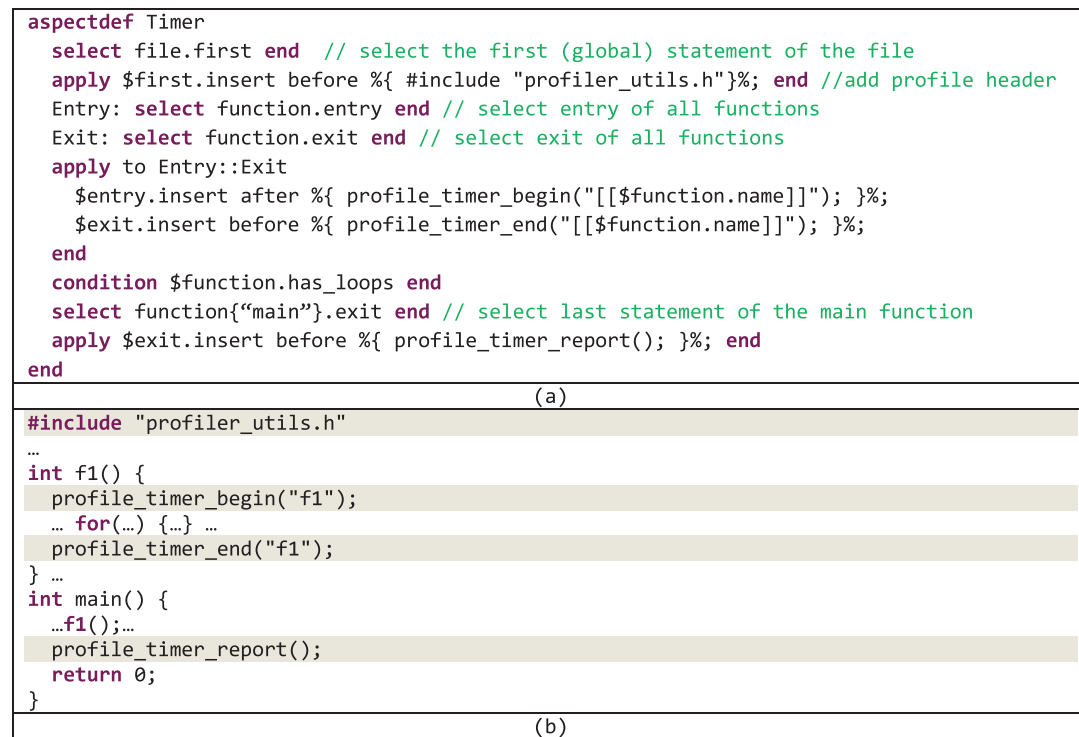 aspectdef Timer
select file.first end // select the first (global) statement of the file
apply $first.insert before %{ #include "profiler_utils.h"}%; end //add profile header
Entry: select function.entry end // select entry of all functions
Exit: select function.exit end // select exit of all functions
apply to Entry::Exit
$entry.insert after %{ profile_timer_begin("[[$function.name]]"); }%;
$exit.insert before %{ profile_timer_end("[[$function.name]]"); }%;
end
condition $function.has_loops end
select function{“main”}.exit end // select last statement of the main function
apply $exit.insert before %{ profile_timer_report(); }%; end
end
(a)
#include "profiler_utils.h"
…
int f1() {
profile_timer_begin("f1");
… for(…) {…} …
profile_timer_end("f1");
} …
int main() {
…f1();…
profile_timer_report();
return 0;
}
(b)